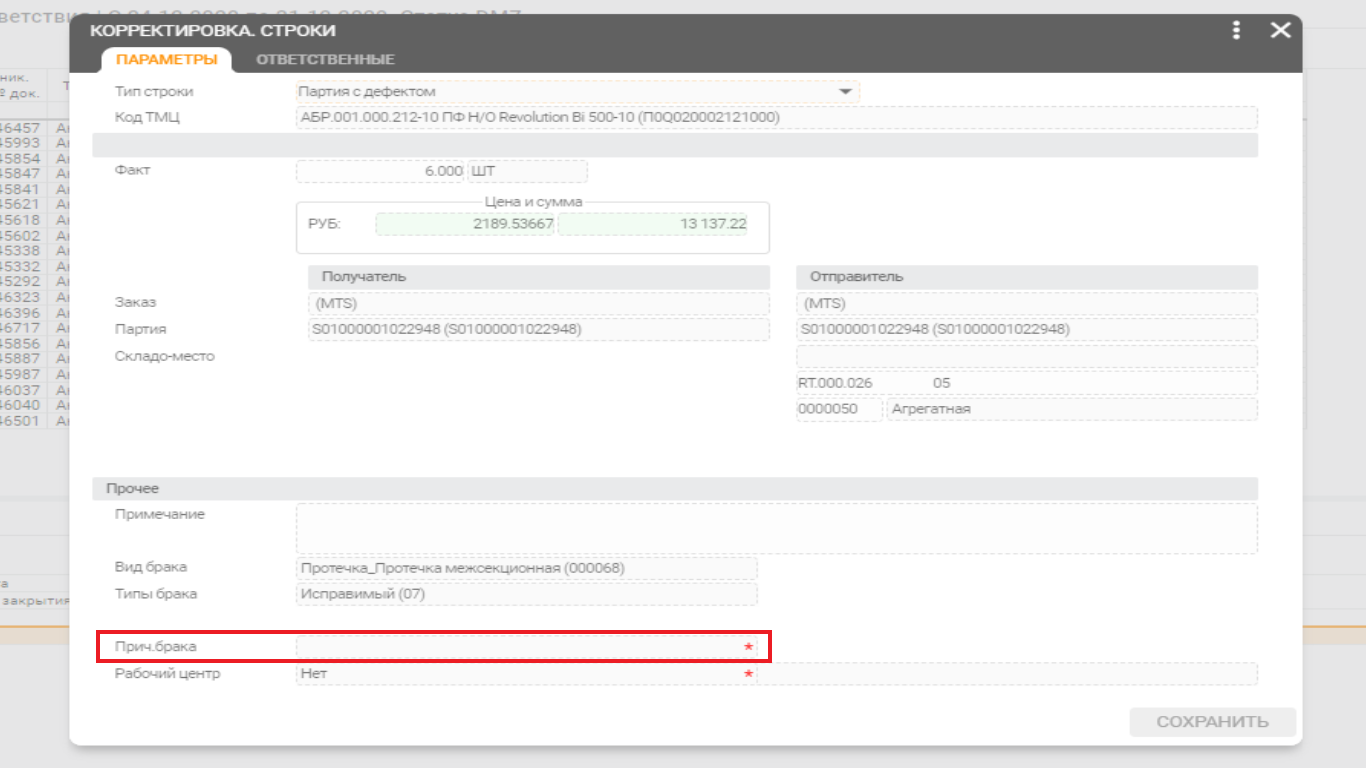 КОРРЕКТИРОВКА. СТРОКИ
ПАРАМЕТРЫ ОТВЕТСТВЕННЫЕ
Тип строки Партия с дефектом
Код ТМЦ АБР.001.000.212-10 ПФ Н/О Revolution Bi 500-10 (П0Q020002121000)
Факт 6.000 ШТ
Цена и сумма
РУБ: 2189.53667 13 137.22
Получатель Отправитель
Заказ (MTS) (MTS)
Партия S01000001022948 (S01000001022948) S01000001022948 (S01000001022948)
Складо-место
RT.000.026 05
0000050 Агрегатная
Прочее
Примечание
Вид брака Протечка_Протечка межсекционная (000068)
Типы брака Исправимый (07)
Прич.брака *
Рабочий центр Нет *
СОХРАНИТЬ
ник.
№ док.
46457
45993
45854
45847
45841
45621
45618
45602
45338
45332
45292
46323
46396
46717
45856
45887
45987
46037
46040
46501
закрытия